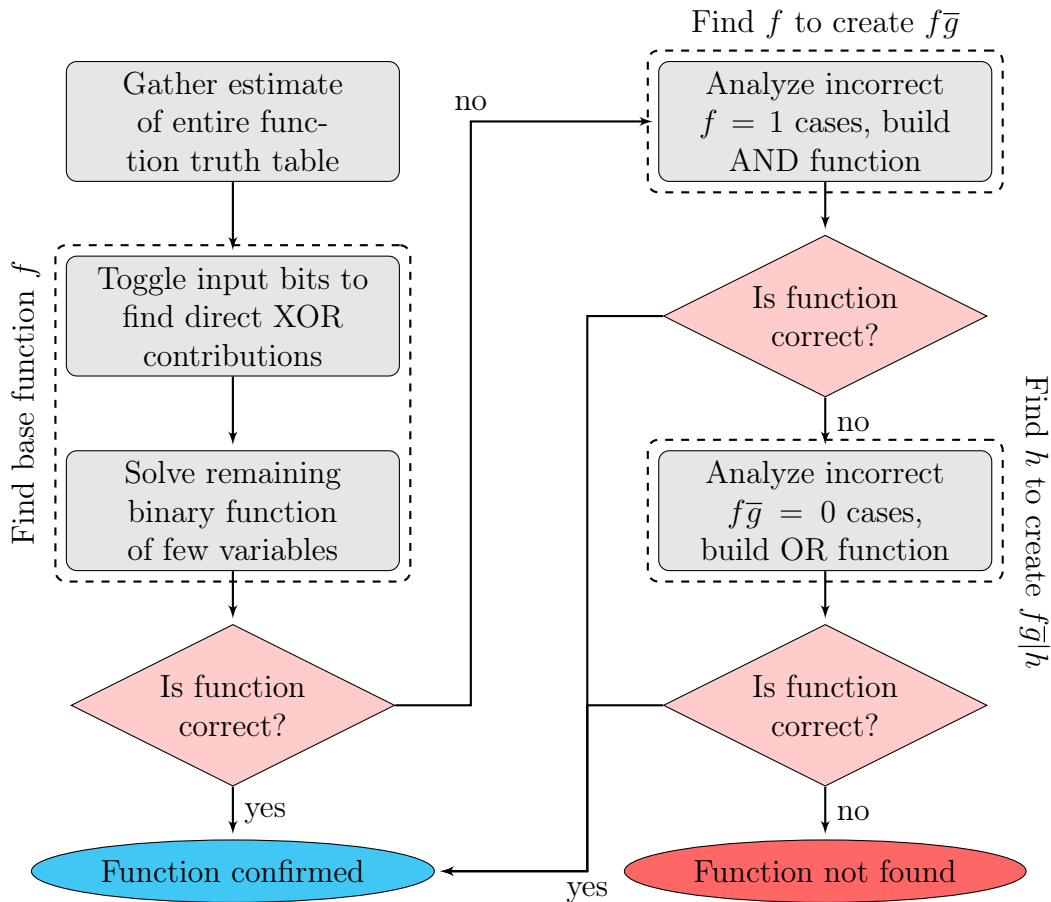 Gather estimate
of entire func-
tion truth table
Find base function f
Toggle input bits to
find direct XOR
contributions
Solve remaining
binary function
of few variables
Is function
correct?
yes
Function confirmed
no
Find f to create fg̅
Analyze incorrect
f = 1 cases, build
AND function
Is function
correct?
no
Find h to create fg̅|h
Analyze incorrect
fg̅ = 0 cases,
build OR function
Is function
correct?
yes
no
Function not found